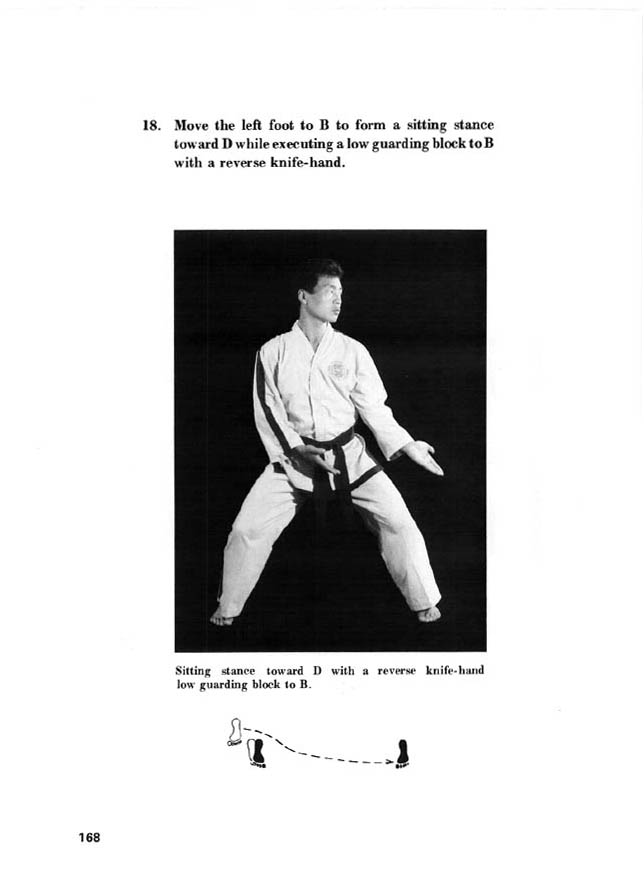 18. Move the left foot to B to form a sitting stance
toward D while executing a low guarding block to B
with a reverse knife-hand.
Sitting stance toward D with a reverse knife-hand
low guarding block to B.
168